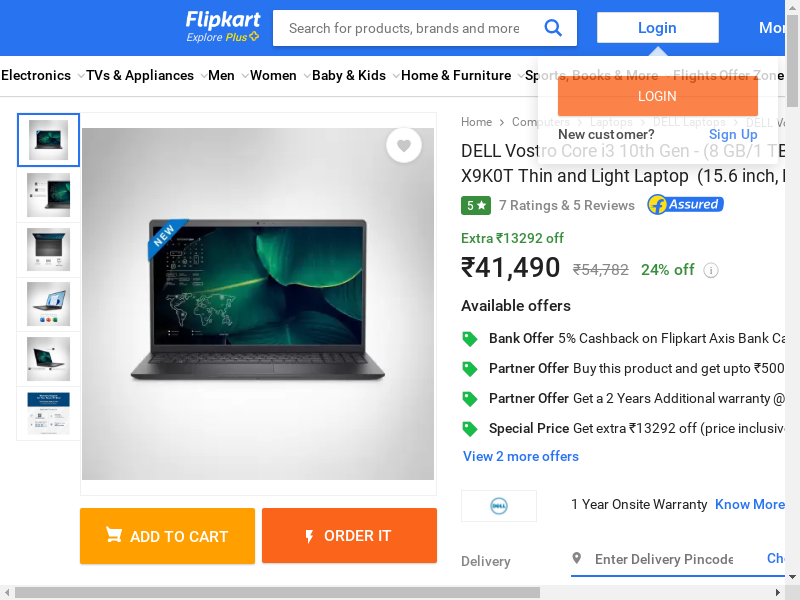 Flipkart
Explore Plus
Search for products, brands and more
Login
Electronics
TVs & Appliances
Men
Women
Baby & Kids
Home & Furniture
Sports, Books & More
Flights
Offer Zone
LOGIN
New customer? Sign Up
Home
Computers
Laptops
DELL Laptops
DELL
DELL Vostro Core i3 10th Gen - (8 GB/1 TB
X9K0T Thin and Light Laptop (15.6 inch,
5 ★ 7 Ratings & 5 Reviews Assured
NEW
Extra ₹13292 off
₹41,490 ₹54,782 24% off i
Available offers
Bank Offer 5% Cashback on Flipkart Axis Bank
Partner Offer Buy this product and get upto ₹500
Partner Offer Get a 2 Years Additional warranty @
Special Price Get extra ₹13292 off (price
View 2 more offers
DELL
1 Year Onsite Warranty Know More
ADD TO CART
ORDER IT
Delivery
Enter Delivery Pincode